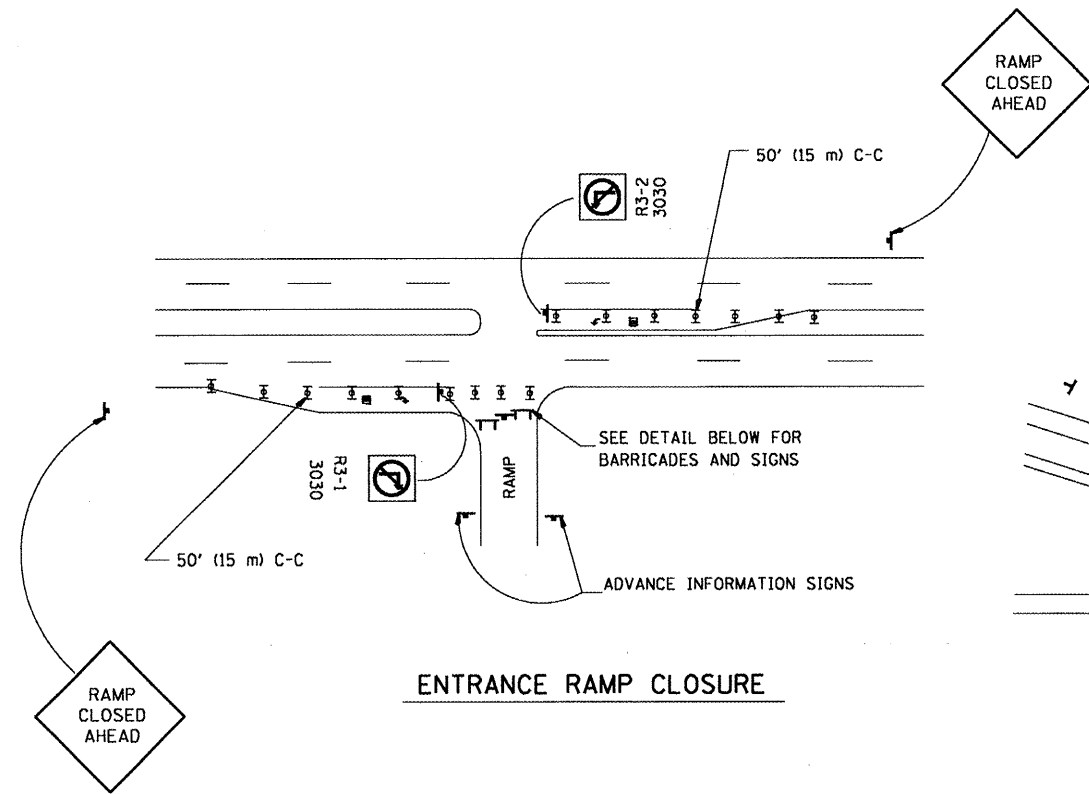 RAMP
CLOSED
AHEAD
50' (15 m) C-C
R3-2
3030
SEE DETAIL BELOW FOR
BARRICADES AND SIGNS
RAMP
R3-1
3030
50' (15 m) C-C
ADVANCE INFORMATION SIGNS
RAMP
CLOSED
AHEAD
ENTRANCE RAMP CLOSURE